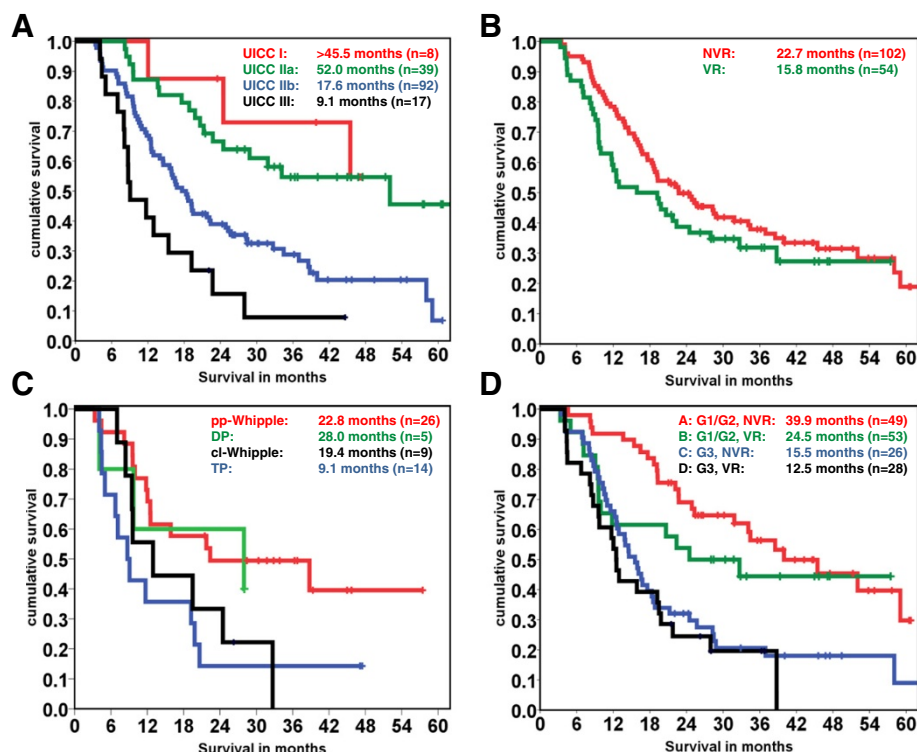 A
UICC I: >45.5 months (n=8)
UICC IIa: 52.0 months (n=39)
UICC IIb: 17.6 months (n=92)
UICC III: 9.1 months (n=17)
cumulative survival
1.0
0.9
0.8
0.7
0.6
0.5
0.4
0.3
0.2
0.1
0.0
0 6 12 18 24 30 36 42 48 54 60
Survival in months
B
NVR: 22.7 months (n=102)
VR: 15.8 months (n=54)
cumulative survival
1.0
0.9
0.8
0.7
0.6
0.5
0.4
0.3
0.2
0.1
0.0
0 6 12 18 24 30 36 42 48 54 60
Survival in months
C
pp-Whipple: 22.8 months (n=26)
DP: 28.0 months (n=5)
cl-Whipple: 19.4 months (n=9)
TP: 9.1 months (n=14)
cumulative survival
1.0
0.9
0.8
0.7
0.6
0.5
0.4
0.3
0.2
0.1
0.0
0 6 12 18 24 30 36 42 48 54 60
Survival in months
D
A: G1/G2, NVR: 39.9 months (n=49)
B: G1/G2, VR: 24.5 months (n=53)
C: G3, NVR: 15.5 months (n=26)
D: G3, VR: 12.5 months (n=28)
cumulative survival
1.0
0.9
0.8
0.7
0.6
0.5
0.4
0.3
0.2
0.1
0.0
0 6 12 18 24 30 36 42 48 54 60
Survival in months